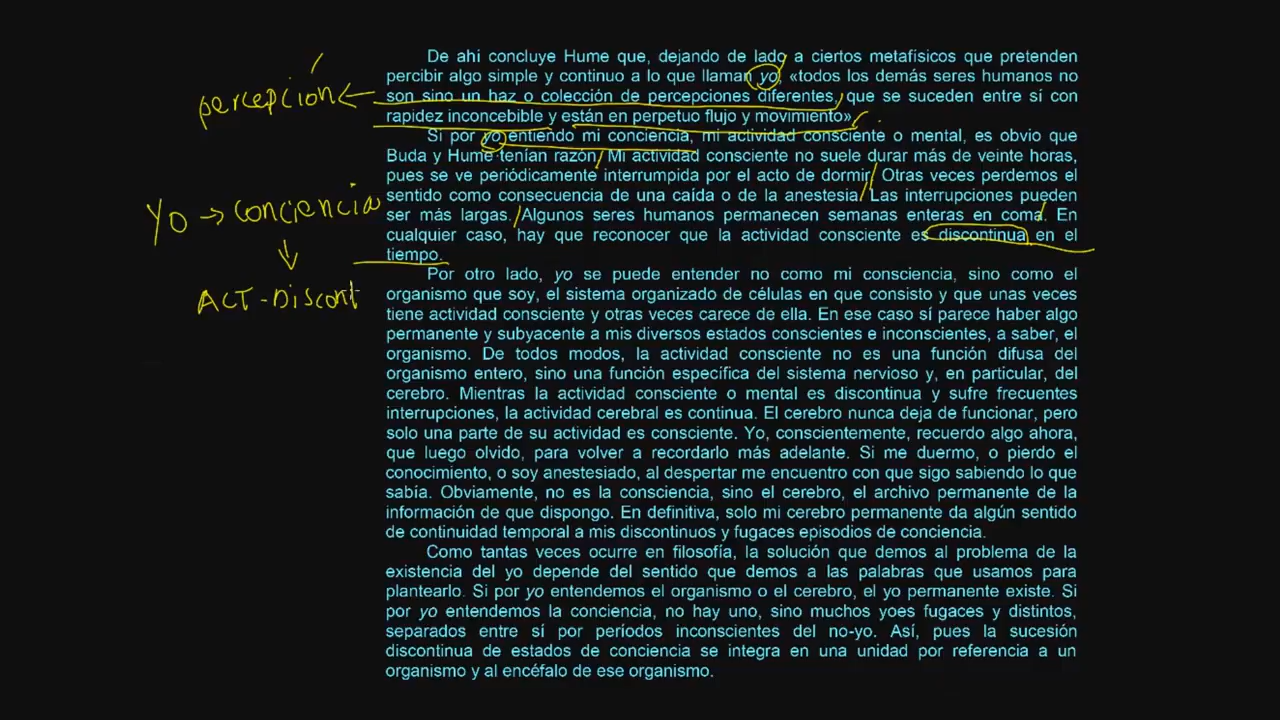 De ahí concluye Hume que, dejando de lado a ciertos metafísicos que pretenden
percibir algo simple y continuo a lo que llaman yo, «todos los demás seres humanos no
son sino un haz o colección de percepciones diferentes, que se suceden entre sí con
rapidez inconcebible y están en perpetuo flujo y movimiento».
Si por yo entiendo mi conciencia, mi actividad consciente o mental, es obvio que
Buda y Hume tenían razón. Mi actividad consciente no suele durar más de veinte horas,
pues se ve periódicamente interrumpida por el acto de dormir. Otras veces perdemos el
sentido como consecuencia de una caída o de la anestesia. Las interrupciones pueden
ser más largas. Algunos seres humanos permanecen semanas enteras en coma. En
cualquier caso, hay que reconocer que la actividad consciente es discontinua en el
tiempo.
Por otro lado, yo se puede entender no como mi consciencia, sino como el
organismo que soy, el sistema organizado de células en que consisto y que unas veces
tiene actividad consciente y otras veces carece de ella. En ese caso sí parece haber algo
permanente y subyacente a mis diversos estados conscientes e inconscientes, a saber, el
organismo. De todos modos, la actividad consciente no es una función difusa del
organismo entero, sino una función específica del sistema nervioso y, en particular, del
cerebro. Mientras la actividad consciente o mental es discontinua y sufre frecuentes
interrupciones, la actividad cerebral es continua. El cerebro nunca deja de funcionar, pero
solo una parte de su actividad es consciente. Yo, conscientemente, recuerdo algo ahora,
que luego olvido, para volver a recordarlo más adelante. Si me duermo, o pierdo el
conocimiento, o soy anestesiado, al despertar me encuentro con que sigo sabiendo lo que
sabía. Obviamente, no es la consciencia, sino el cerebro, el archivo permanente de la
información de que dispongo. En definitiva, solo mi cerebro permanente da algún sentido
de continuidad temporal a mis discontinuos y fugaces episodios de conciencia.
Como tantas veces ocurre en filosofía, la solución que demos al problema de la
existencia del yo depende del sentido que demos a las palabras que usamos para
plantearlo. Si por yo entendemos el organismo o el cerebro, el yo permanente existe. Si
por yo entendemos la conciencia, no hay uno, sino muchos yoes fugaces y distintos,
separados entre sí por períodos inconscientes del no-yo. Así, pues la sucesión
discontinua de estados de conciencia se integra en una unidad por referencia a un
organismo y al encéfalo de ese organismo.
percepción ←
Yo → conciencia
↓
ACT-Discont